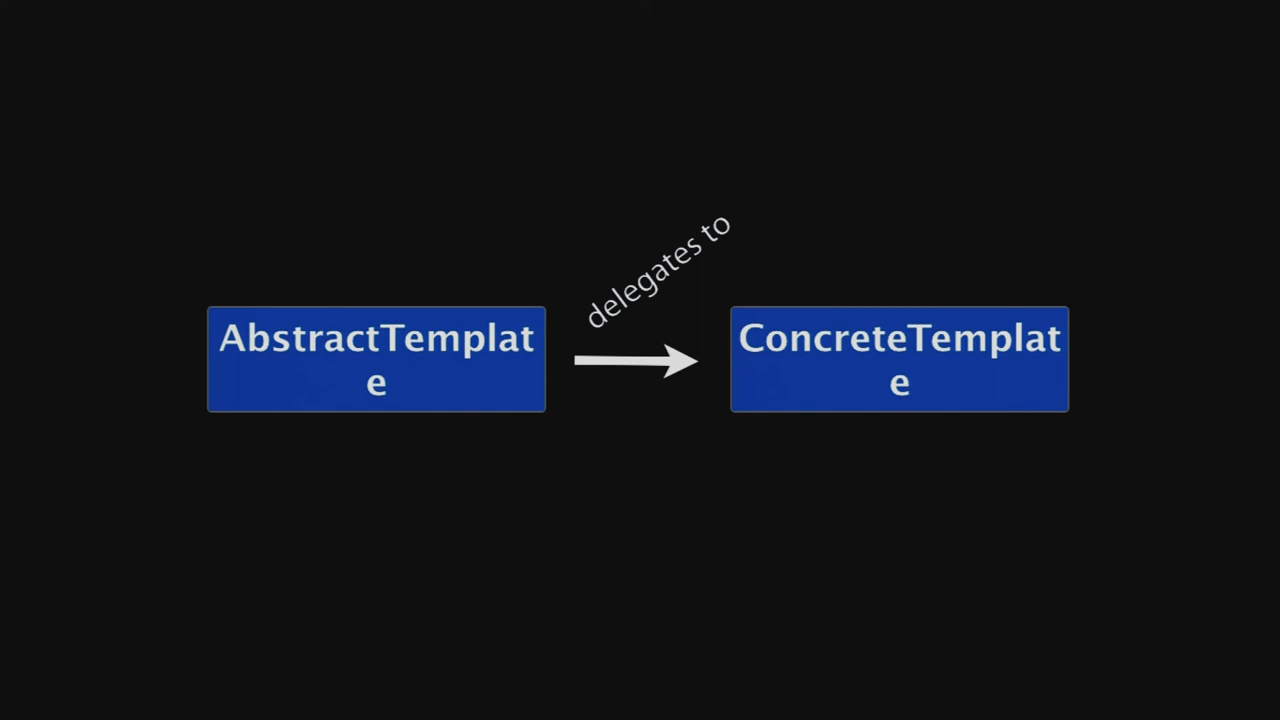 AbstractTemplat
e
delegates to
ConcreteTemplat
e